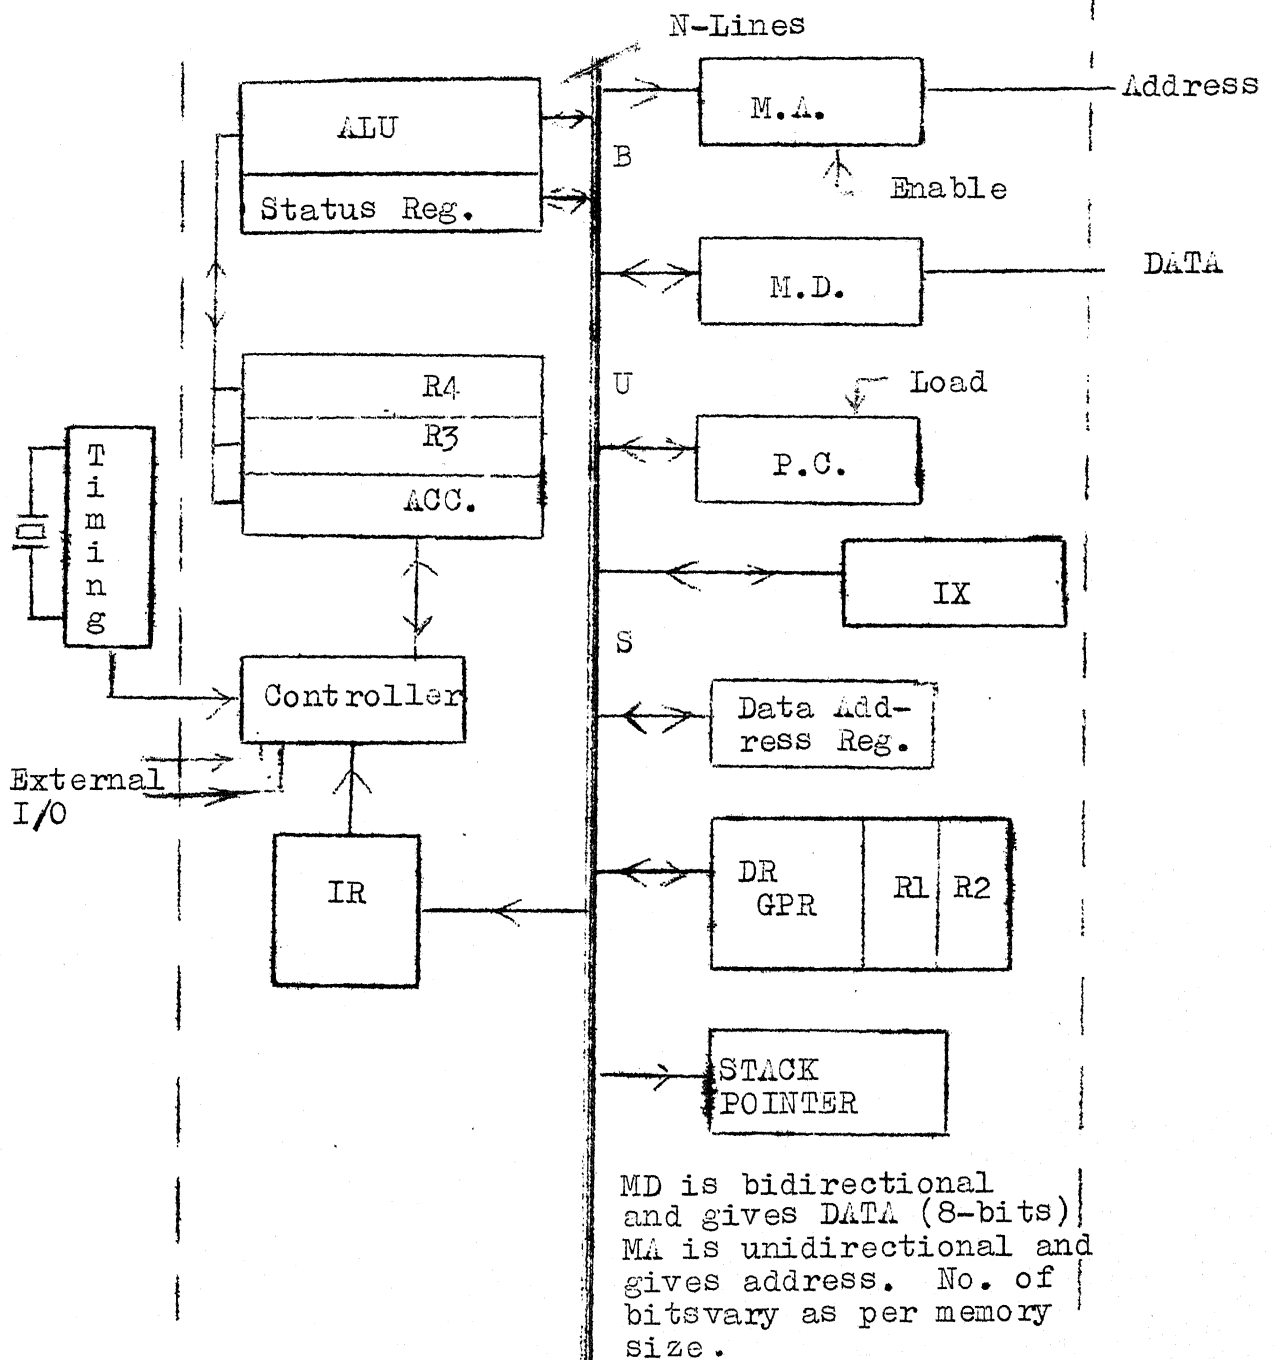 N-Lines
ALU
Status Reg.
M.A.
Address
B
Enable
M.D.
DATA
R4
R3
ACC.
U
Load
P.C.
T
i
m
i
n
g
IX
S
Controller
Data Add-
ress Reg.
External
I/O
IR
DR
GPR
R1
R2
STACK
POINTER
MD is bidirectional
and gives DATA (8-bits)
MA is unidirectional and
gives address. No. of
bitsvary as per memory
size.